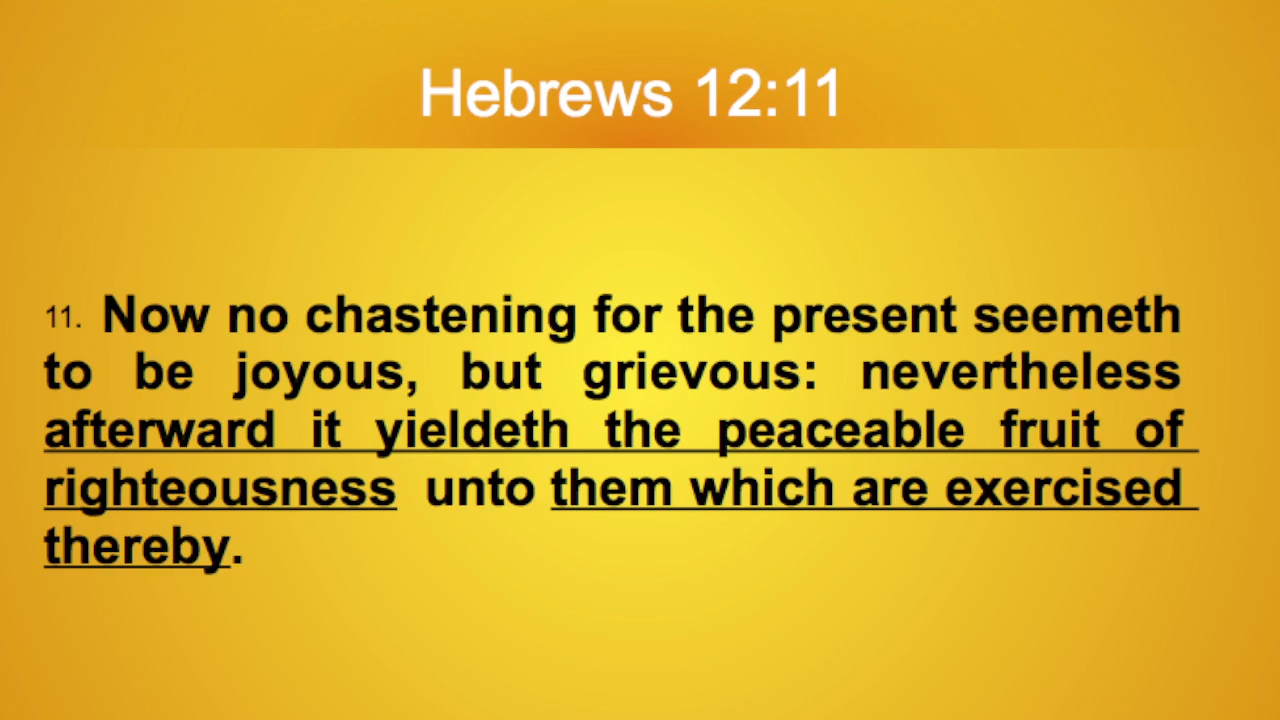 Hebrews 12:11
11. Now no chastening for the present seemeth
to be joyous, but grievous: nevertheless
afterward it yieldeth the peaceable fruit of
righteousness unto them which are exercised
thereby.